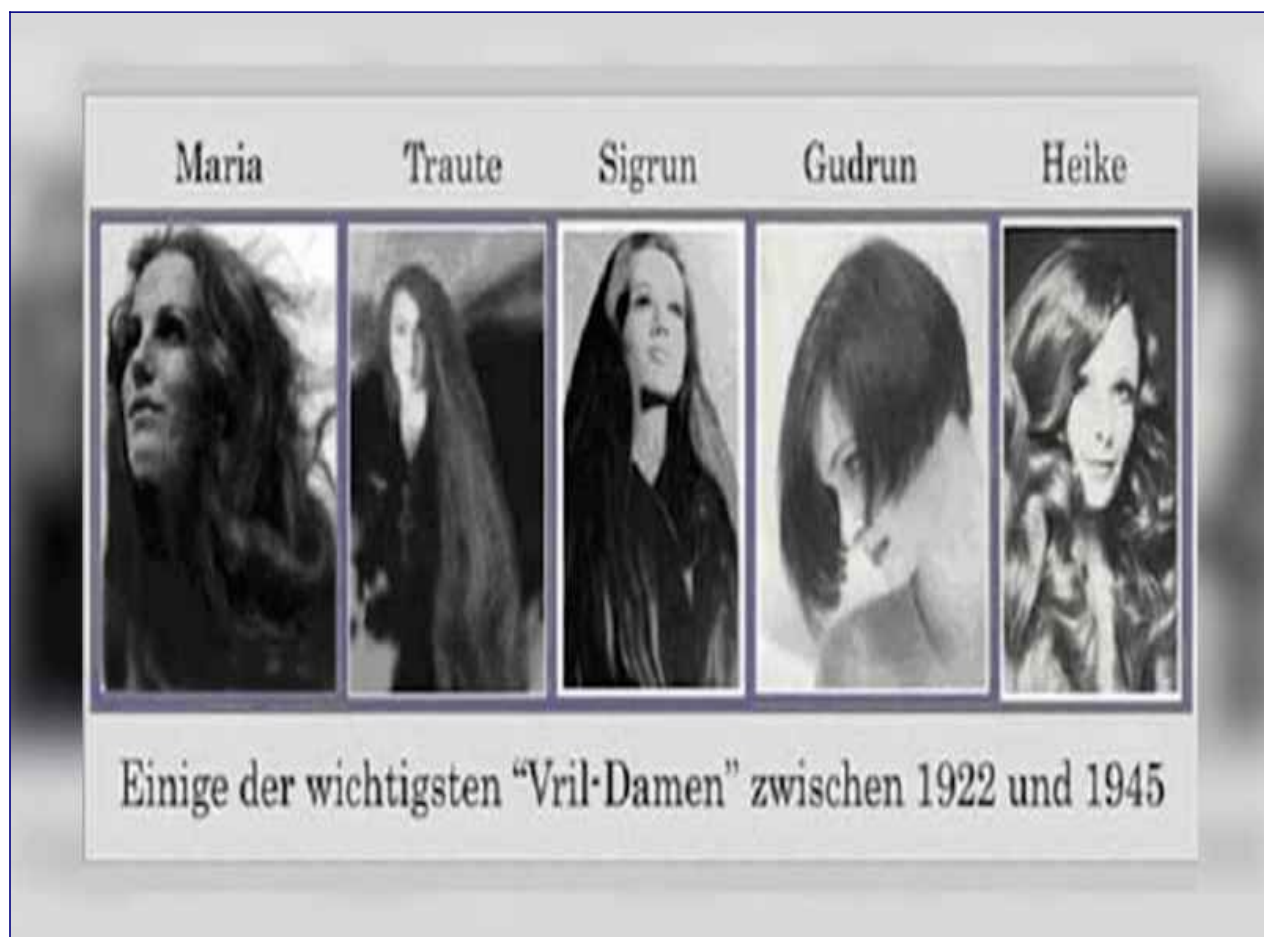 Maria Traute Sigrun Gudrun Heike
Einige der wichtigsten “Vril-Damen” zwischen 1922 und 1945